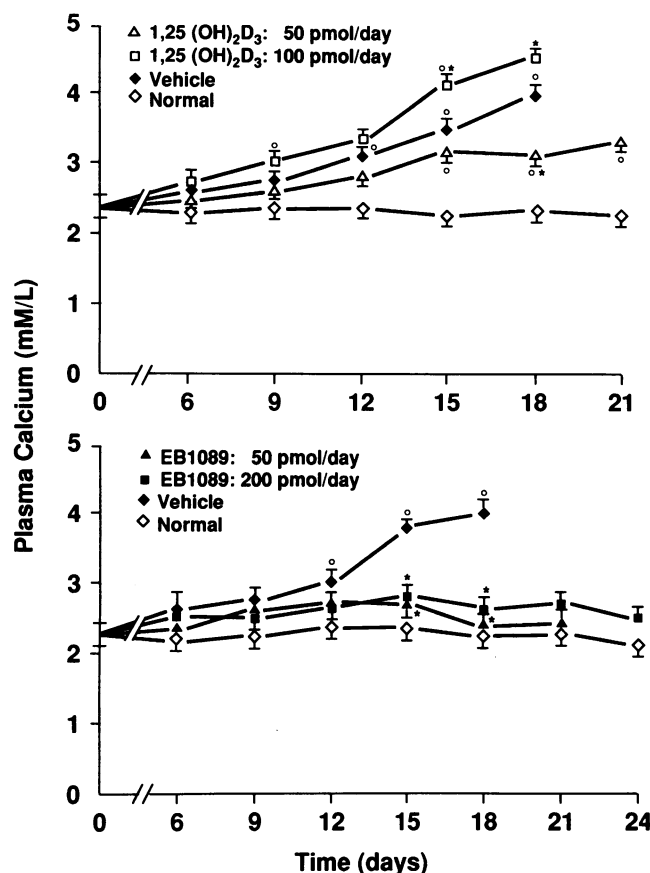 Plasma Calcium (mM/L)
5
4
3
2
1
0
1,25 (OH)₂D₃: 50 pmol/day
1,25 (OH)₂D₃: 100 pmol/day
Vehicle
Normal
0 6 9 12 15 18 21
5
4
3
2
1
0
EB1089: 50 pmol/day
EB1089: 200 pmol/day
Vehicle
Normal
0 6 9 12 15 18 21 24
Time (days)